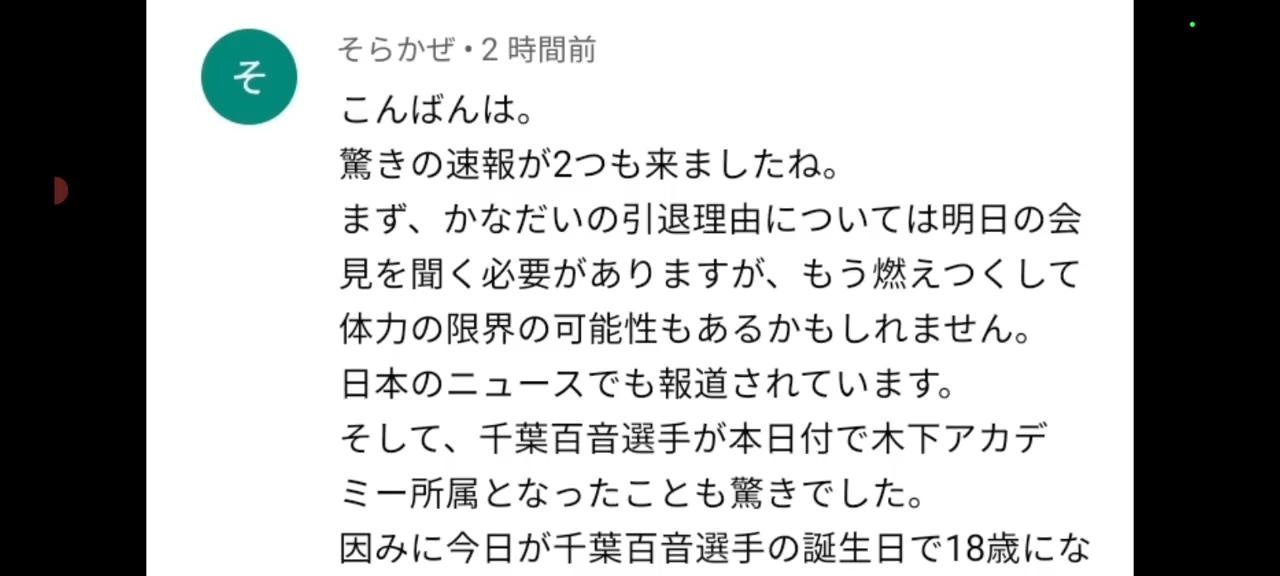 そ
そらかぜ • 2 時間前
こんばんは。
驚きの速報が2つも来ましたね。
まず、かなだいの引退理由については明日の会
見を聞く必要がありますが、もう燃えつくして
体力の限界の可能性もあるかもしれません。
日本のニュースでも報道されています。
そして、千葉百音選手が本日付で木下アカデ
ミー所属となったことも驚きでした。
因みに今日が千葉百音選手の誕生日で18歳にな